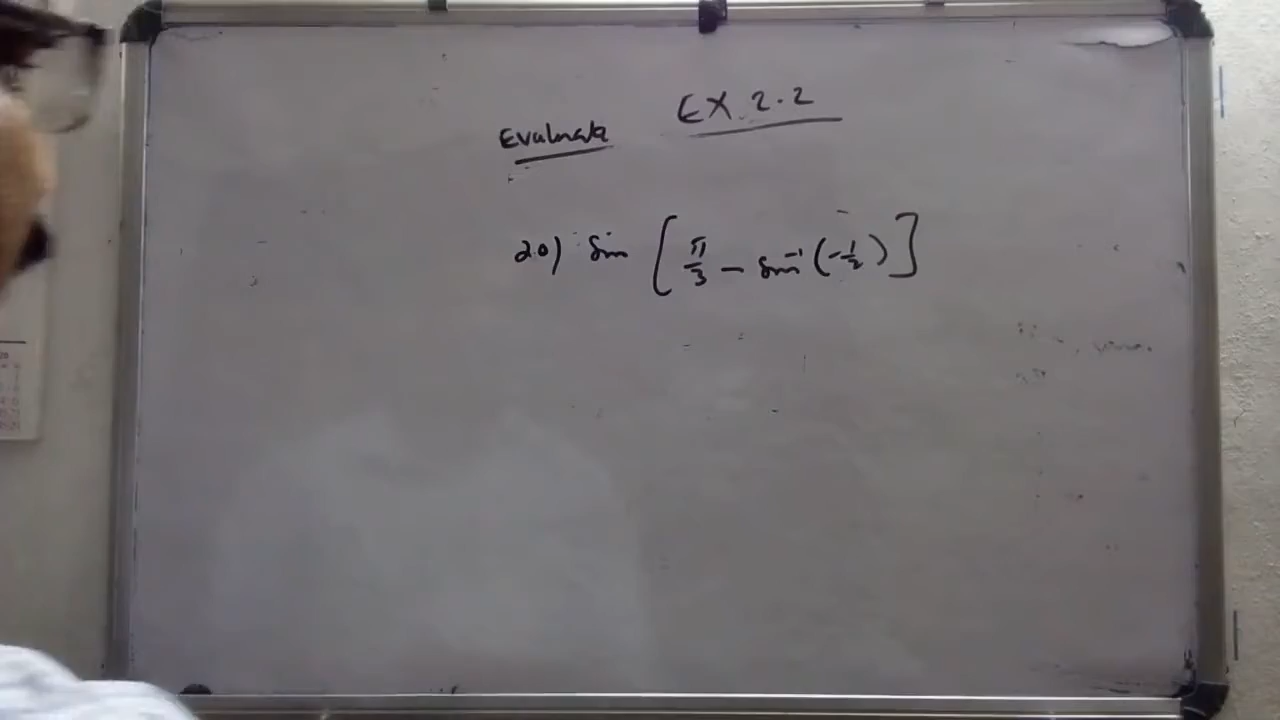 EX 2.2
Evaluate
20) Sin [π/3 - sin⁻¹(-1/2)]